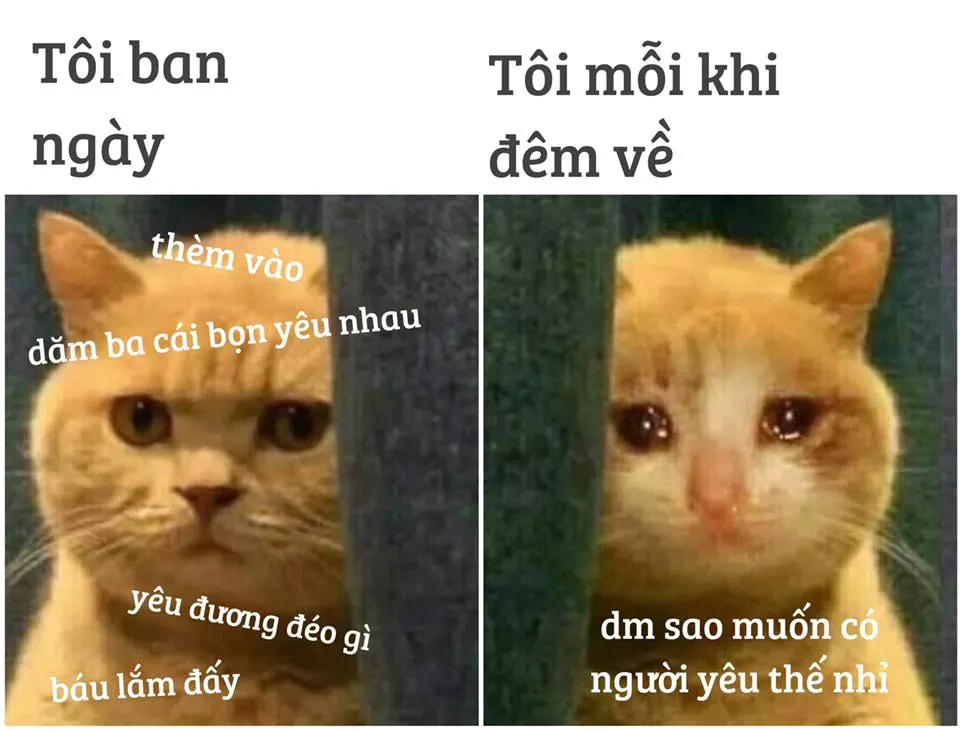 Tôi ban
ngày
Tôi mỗi khi
đêm về
thèm vào
dăm ba cái bọn yêu nhau
yêu đương đéo gì
báu lắm đấy
dm sao muốn có
người yêu thế nhỉ